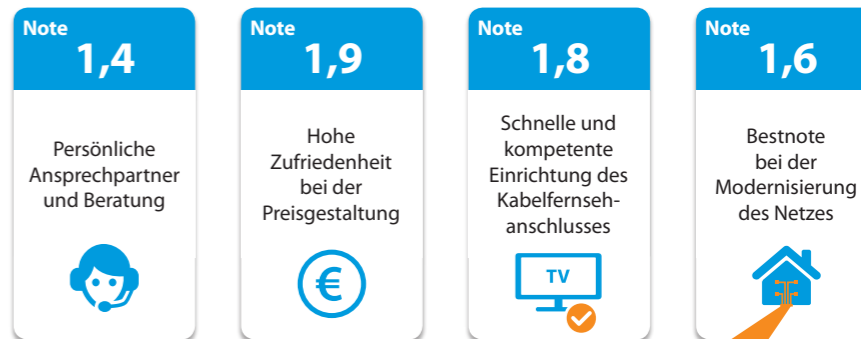 Note
1,4
Persönliche
Ansprechpartner
und Beratung
Note
1,9
Hohe
Zufriedenheit
bei der
Preisgestaltung
€
Note
1,8
Schnelle und
kompetente
Einrichtung des
Kabelfernseh-
anschlusses
TV
Note
1,6
Bestnote
bei der
Modernisierung
des Netzes